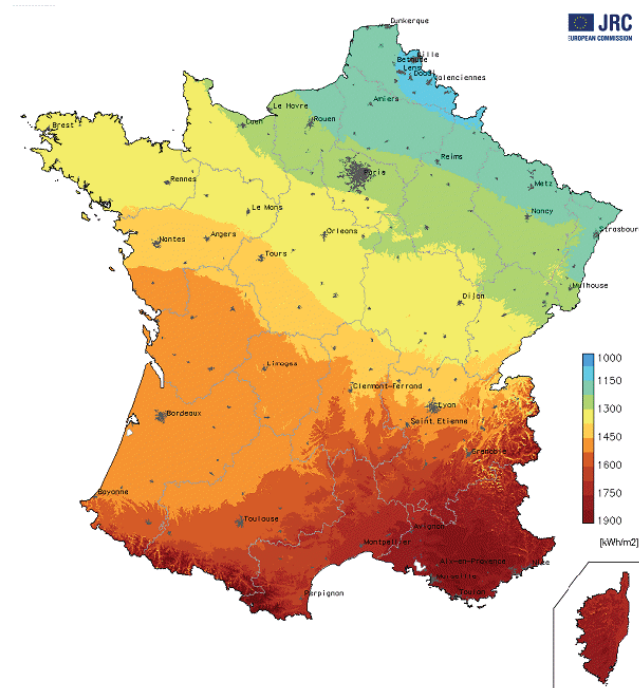 Dunkerque
JRC
EUROPEAN COMMISSION
Lille
Bethune
Lens
Douai
Valenciennes
Le Havre
Amiens
Caen
Rouen
Reims
Brest
Paris
Metz
Rennes
Nancy
Le Mans
Strasbour
Orleans
Nantes
Angers
Tours
Mulhouse
Dijon
1000
1150
1300
1450
1600
1750
1900
[kWh/m2]
Limoges
Clermont-Ferrand
Lyon
Bordeaux
Saint Etienne
Grenoble
Bayonne
Toulouse
Avignon
Montpellier
Aix-en-Provence
Nice
Marseille
Toulon
Perpignan